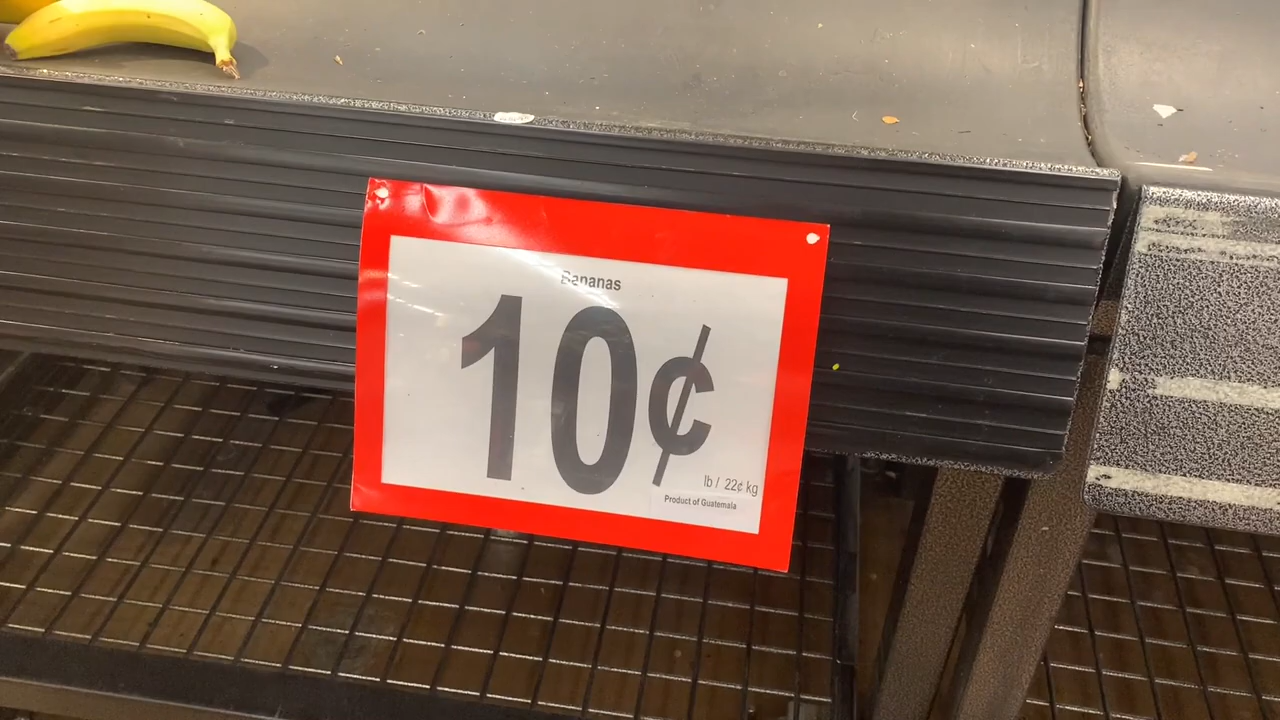 Bananas
10¢
lb / 22¢ kg
Product of Guatemala